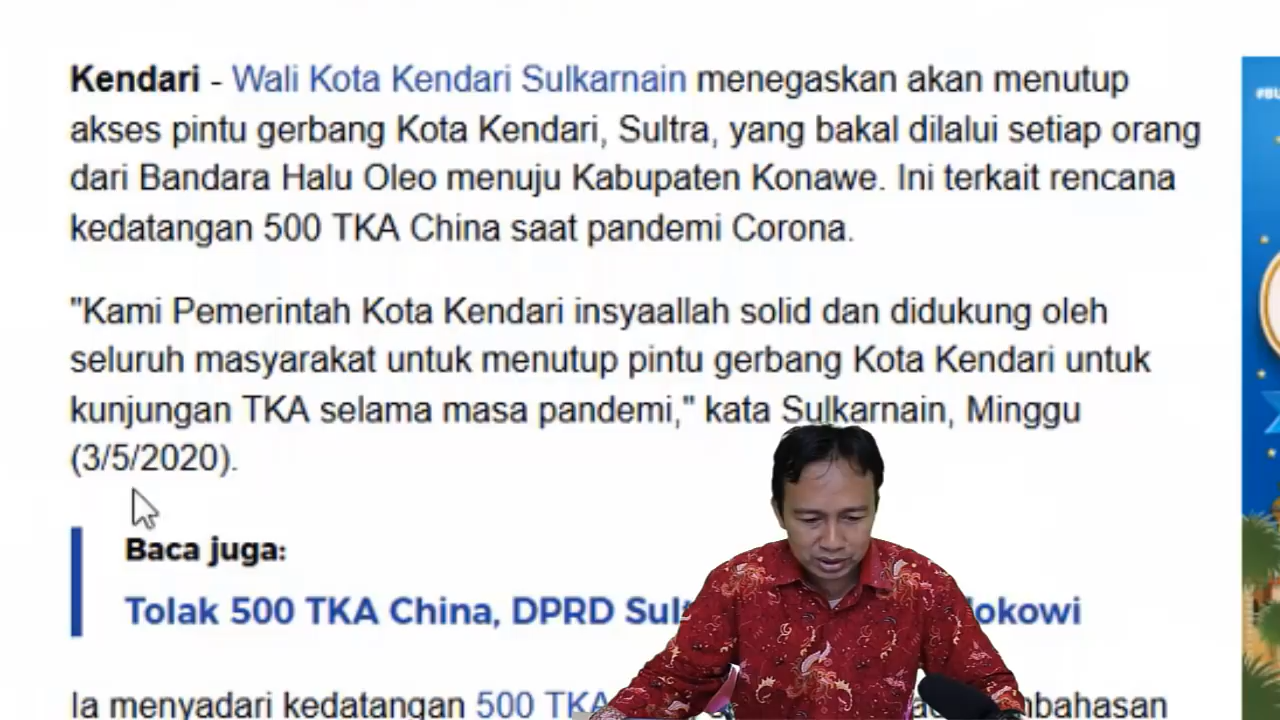 Kendari - Wali Kota Kendari Sulkarnain menegaskan akan menutup
akses pintu gerbang Kota Kendari, Sultra, yang bakal dilalui setiap orang
dari Bandara Halu Oleo menuju Kabupaten Konawe. Ini terkait rencana
kedatangan 500 TKA China saat pandemi Corona.
"Kami Pemerintah Kota Kendari insyaallah solid dan didukung oleh
seluruh masyarakat untuk menutup pintu gerbang Kota Kendari untuk
kunjungan TKA selama masa pandemi," kata Sulkarnain, Minggu
(3/5/2020).
Baca juga:
Tolak 500 TKA China, DPRD
Ia menyadari kedatangan 500 TKA